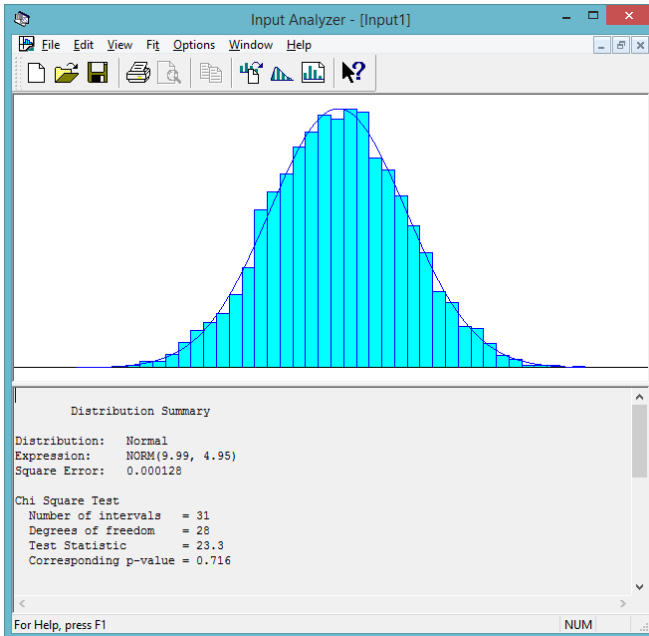 Input Analyzer - [Input1]
File Edit View Fit Options Window Help
Distribution Summary
Distribution: Normal
Expression: NORM(9.99, 4.95)
Square Error: 0.000128
Chi Square Test
Number of intervals = 31
Degrees of freedom = 28
Test Statistic = 23.3
Corresponding p-value = 0.716
For Help, press F1 NUM